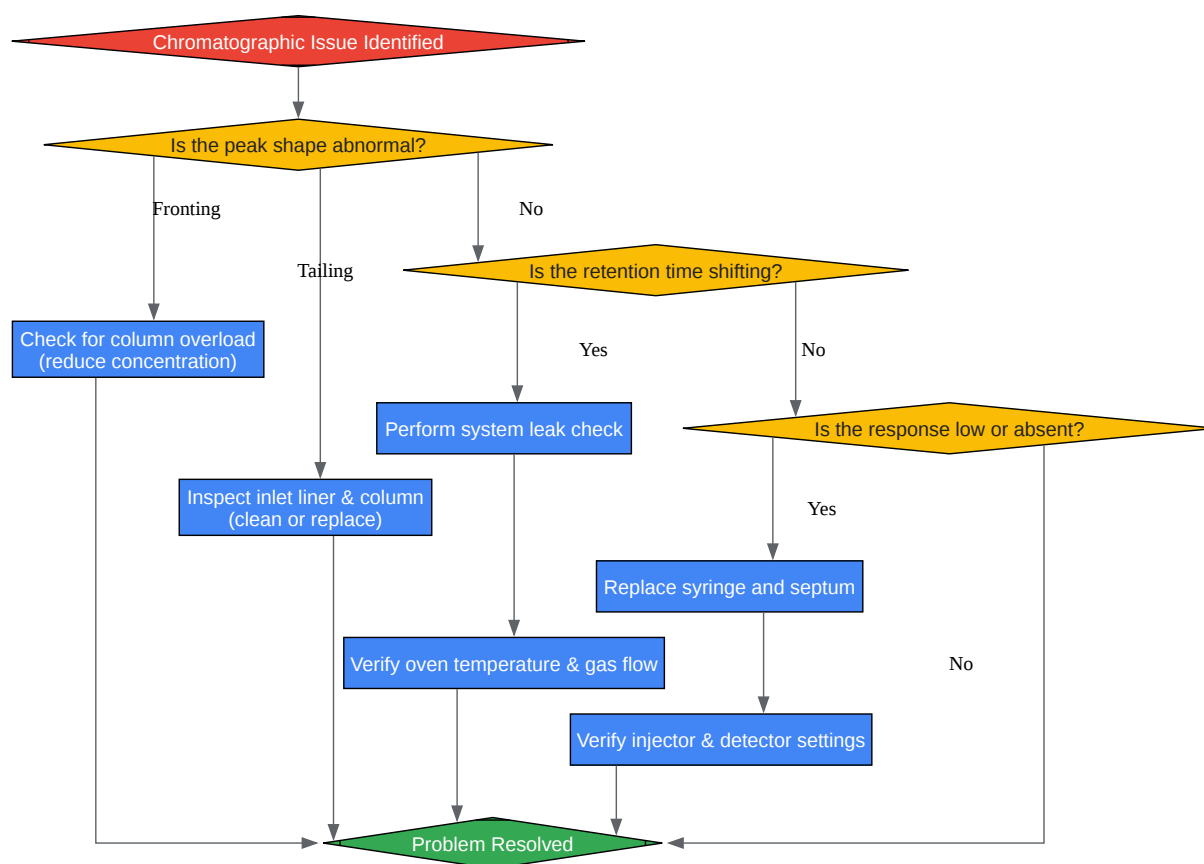 Chromatographic Issue Identified
Is the peak shape abnormal?
Fronting
No
Tailing
Is the retention time shifting?
Check for column overload
(reduce concentration)
Yes
No
Perform system leak check
Is the response low or absent?
Inspect inlet liner & column
(clean or replace)
Yes
Replace syringe and septum
Verify oven temperature & gas flow
No
Verify injector & detector settings
Problem Resolved